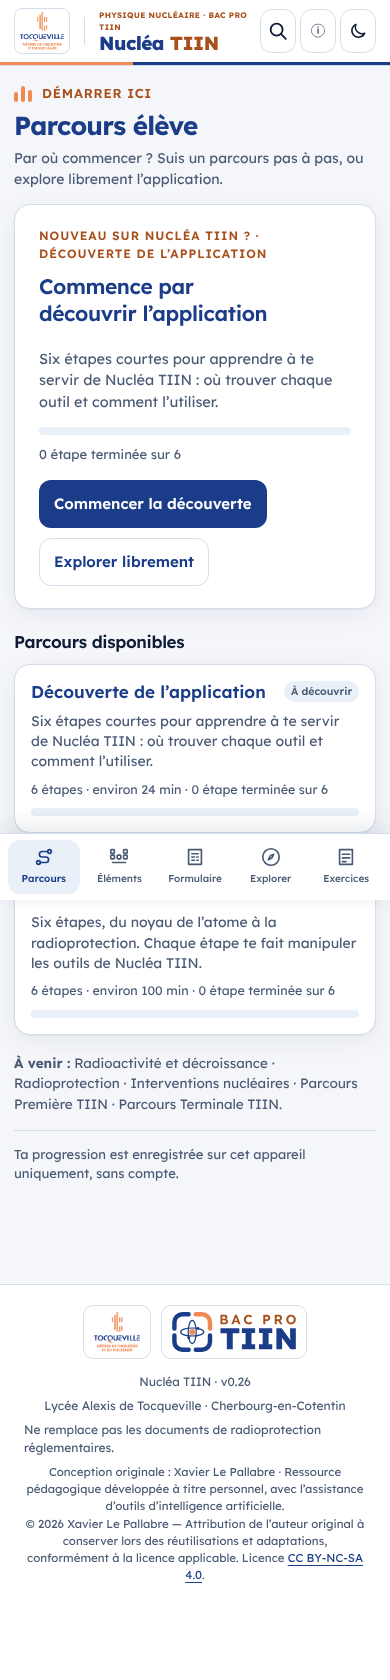 TOCQUEVILLE
PHYSIQUE NUCLÉAIRE · BAC PRO
TIIN
Nucléa TIIN
DÉMARRER ICI
Parcours élève
Par où commencer ? Suis un parcours pas à pas, ou
explore librement l'application.
NOUVEAU SUR NUCLÉA TIIN ? ·
DÉCOUVERTE DE L'APPLICATION
Commence par
découvrir l'application
Six étapes courtes pour apprendre à te
servir de Nucléa TIIN : où trouver chaque
outil et comment l'utiliser.
0 étape terminée sur 6
Commencer la découverte
Explorer librement
Parcours disponibles
Découverte de l'application
À découvrir
Six étapes courtes pour apprendre à te servir
de Nucléa TIIN : où trouver chaque outil et
comment l'utiliser.
6 étapes · environ 24 min · 0 étape terminée sur 6
Parcours
Éléments
Formulaire
Explorer
Exercices
Six étapes, du noyau de l'atome à la
radioprotection. Chaque étape te fait manipuler
les outils de Nucléa TIIN.
6 étapes · environ 100 min · 0 étape terminée sur 6
À venir : Radioactivité et décroissance ·
Radioprotection · Interventions nucléaires · Parcours
Première TIIN · Parcours Terminale TIIN.
Ta progression est enregistrée sur cet appareil
uniquement, sans compte.
TOCQUEVILLE
BAC PRO
TIIN
Nucléa TIIN · v0.26
Lycée Alexis de Tocqueville · Cherbourg-en-Cotentin
Ne remplace pas les documents de radioprotection
réglementaires.
Conception originale : Xavier Le Pallabre · Ressource
pédagogique développée à titre personnel, avec l'assistance
d'outils d'intelligence artificielle.
© 2026 Xavier Le Pallabre — Attribution de l'auteur original à
conserver lors des réutilisations et adaptations,
conformément à la licence applicable. Licence CC BY-NC-SA
4.0.